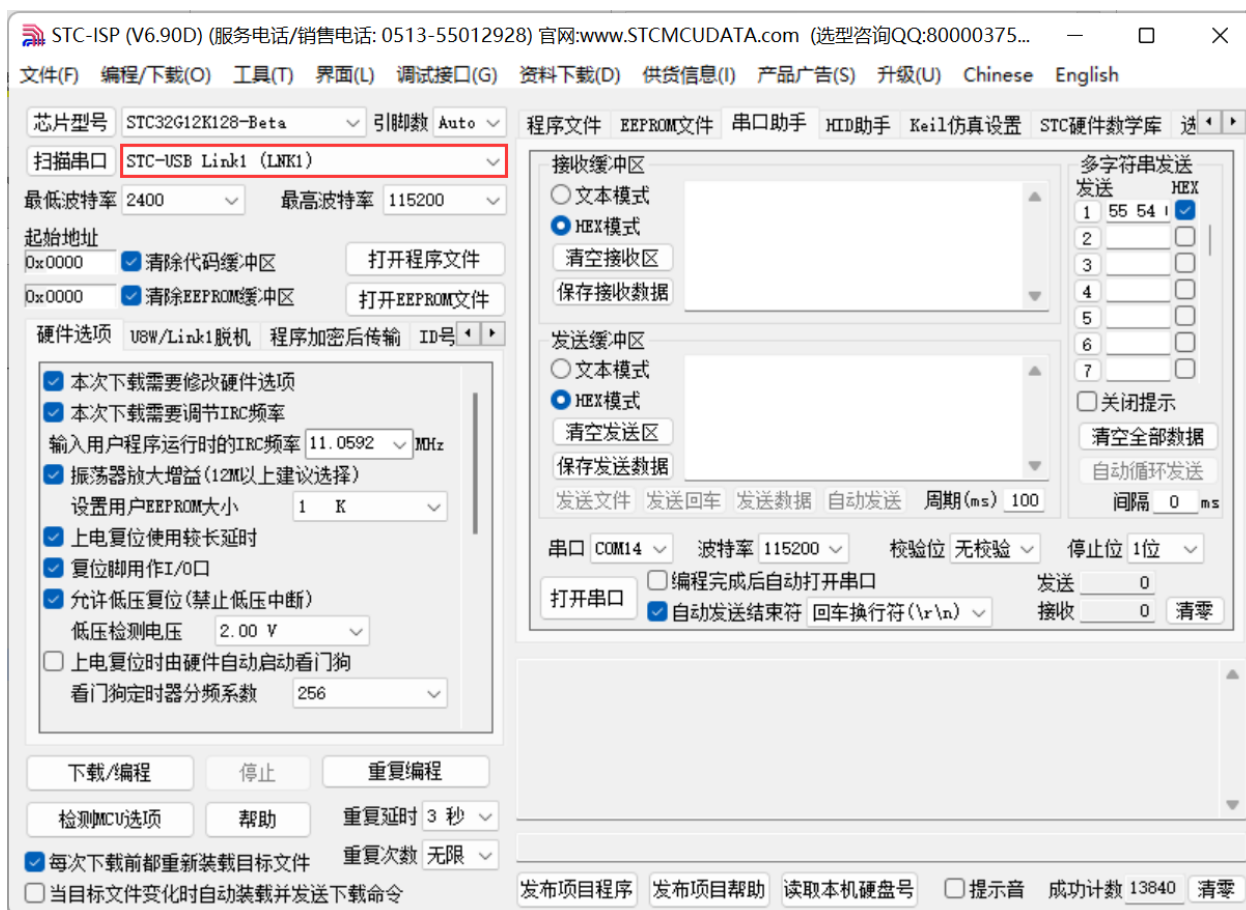 STC-ISP (V6.90D) (服务电话/销售电话: 0513-55012928) 官网:www.STCMCUDATA.com (选型咨询QQ:80000375...
文件(F) 编程/下载(O) 工具(T) 界面(L) 调试接口(G) 资料下载(D) 供货信息(I) 产品广告(S) 升级(U) Chinese English
芯片型号 STC32G12K128-Beta 引脚数 Auto
扫描串口 STC-USB Link1 (LNK1)
最低波特率 2400 最高波特率 115200
起始地址
0x0000 清除代码缓冲区 打开程序文件
0x0000 清除EEPROM缓冲区 打开EEPROM文件
硬件选项 U8W/Link1脱机 程序加密后传输 ID号
本次下载需要修改硬件选项
本次下载需要调节IRC频率
输入用户程序运行时的IRC频率 11.0592 MHz
振荡器放大增益(12M以上建议选择)
设置用户EEPROM大小 1 K
上电复位使用较长延时
复位脚用作I/O口
允许低压复位(禁止低压中断)
低压检测电压 2.00 V
上电复位时由硬件自动启动看门狗
看门狗定时器分频系数 256
下载/编程 停止 重复编程
检测MCU选项 帮助 重复延时 3 秒
每次下载前都重新装载目标文件 重复次数 无限
当目标文件变化时自动装载并发送下载命令
程序文件 EEPROM文件 串口助手 HID助手 Keil仿真设置 STC硬件数学库 选
接收缓冲区
文本模式
HEX模式
清空接收区
保存接收数据
发送缓冲区
文本模式
HEX模式
清空发送区
保存发送数据
发送文件 发送回车 发送数据 自动发送 周期(ms) 100
多字符串发送
发送 HEX
1 55 54
2
3
4
5
6
7
关闭提示
清空全部数据
自动循环发送
间隔 0 ms
串口 COM14 波特率 115200 校验位 无校验 停止位 1位
打开串口 编程完成后自动打开串口 发送 0
自动发送结束符 回车换行符(\r\n) 接收 0 清零
发布项目程序 发布项目帮助 读取本机硬盘号 提示音 成功计数 13840 清零